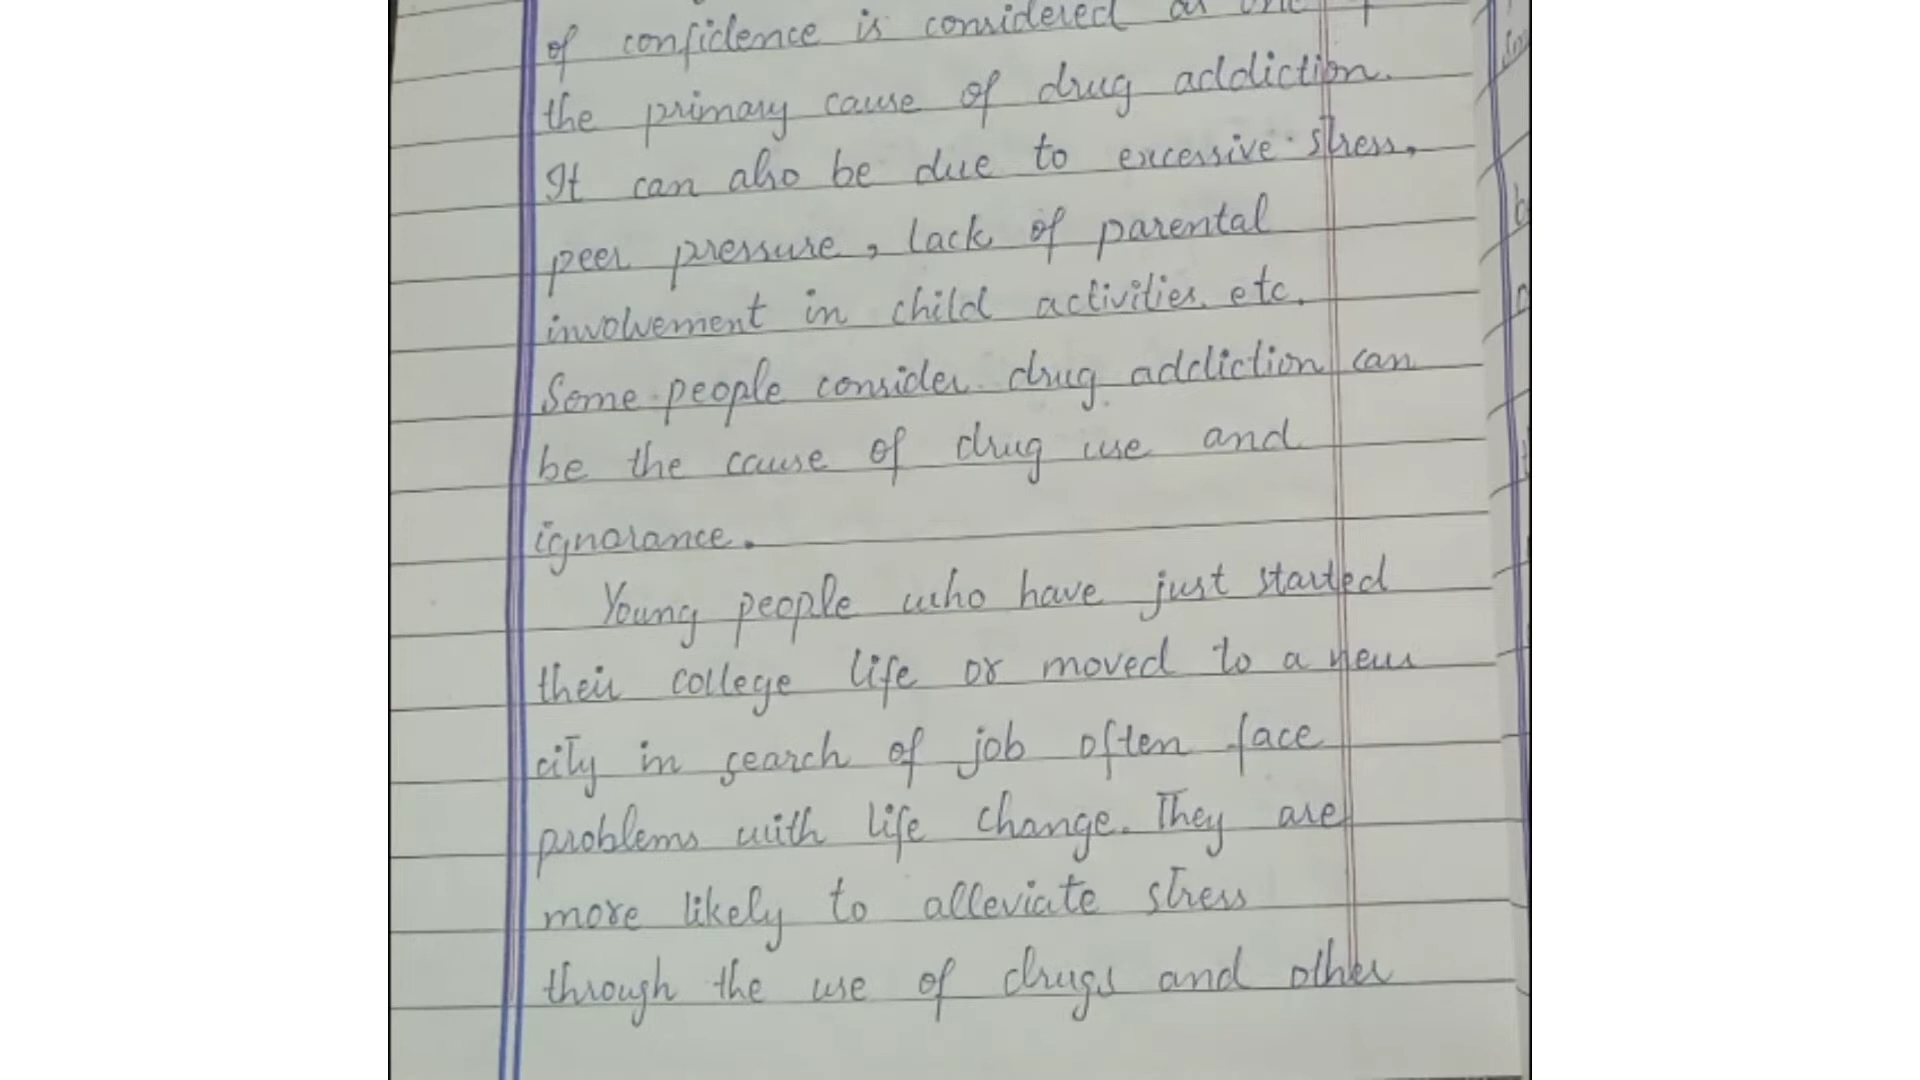 of confidence is considered as one of
the primary cause of drug addiction.
It can also be due to excessive stress,
peer pressure, lack of parental
involvement in child activities. etc.
Some people consider drug addiction can
be the cause of drug use and
ignorance.
Young people who have just started
their college life or moved to a new
city in search of job often face
problems with life change. They are
more likely to alleviate stress
through the use of drugs and other